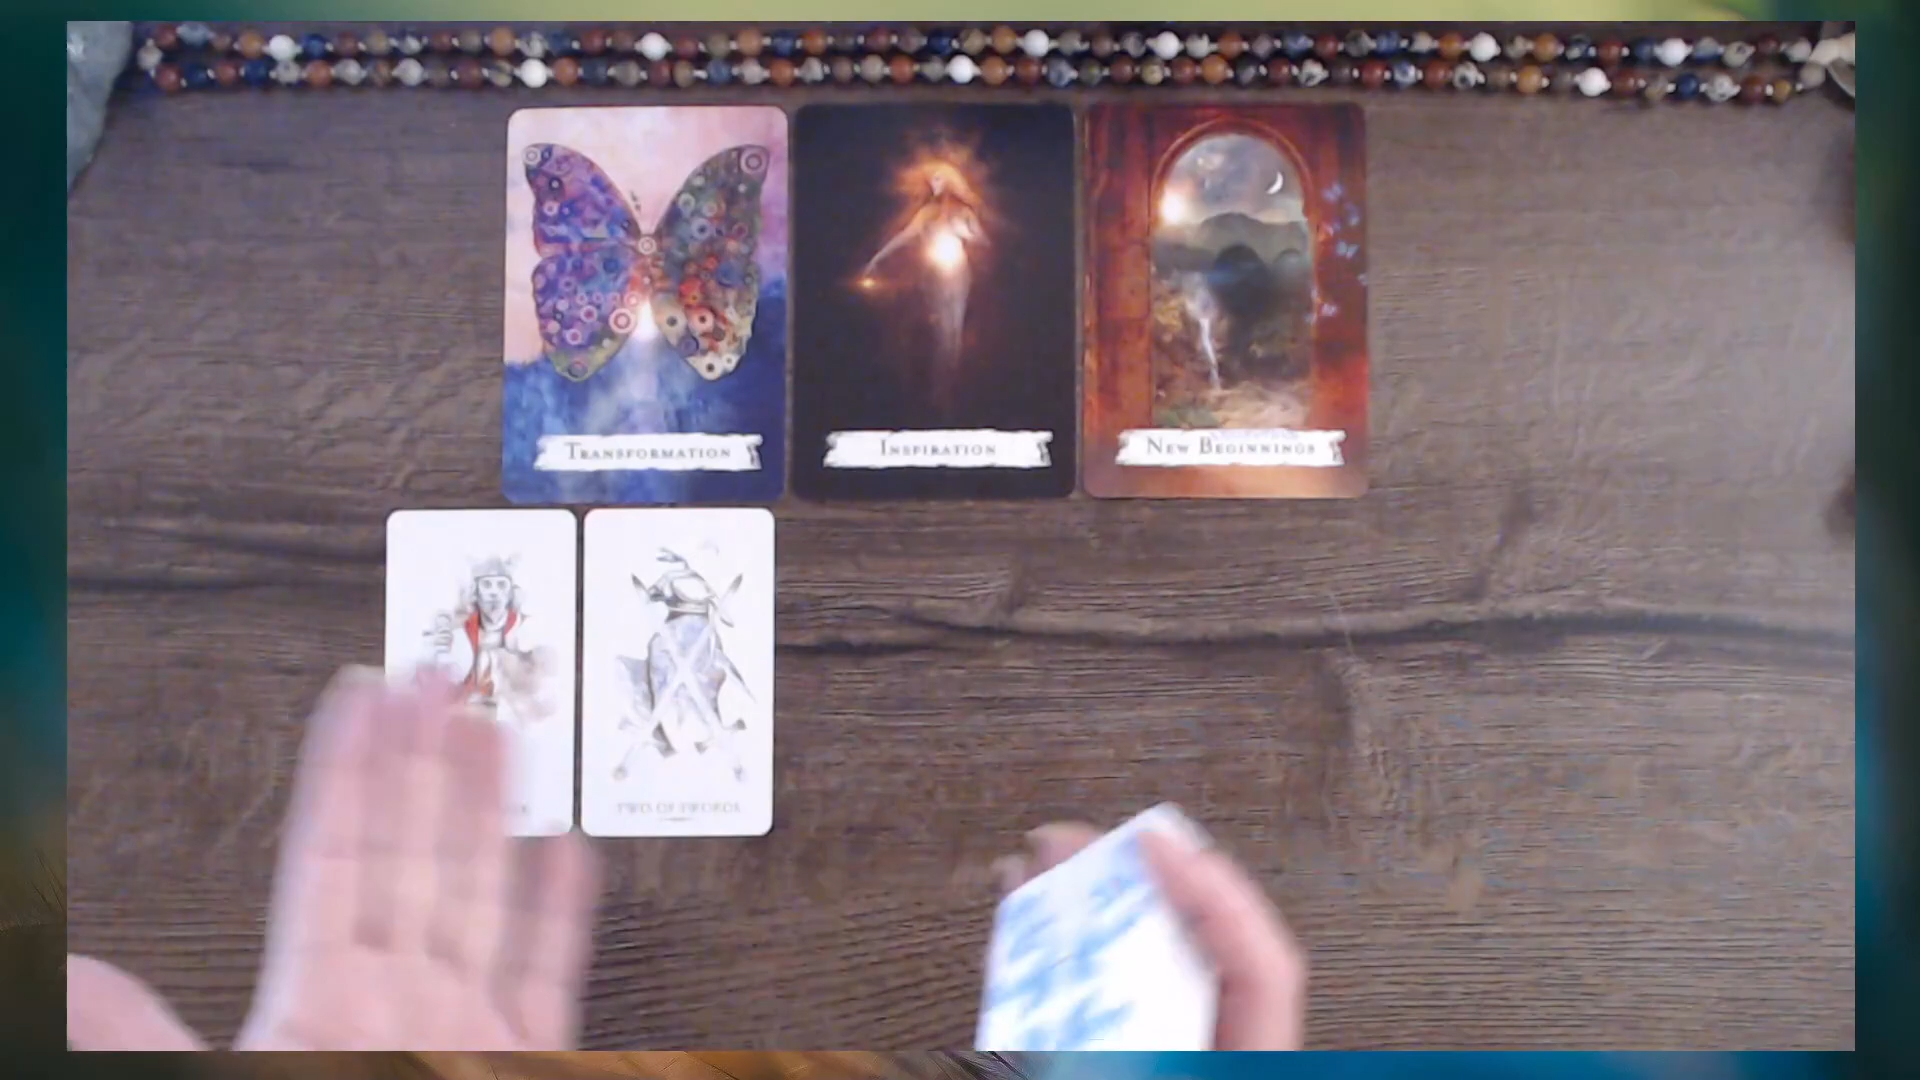 TRANSFORMATION
INSPIRATION
NEW BEGINNINGS
TWO OF SWORDS